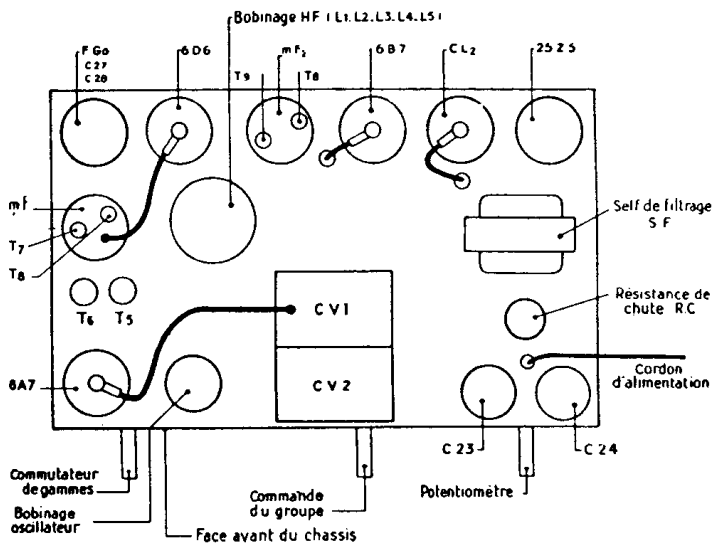 Bobinage HF ( L1. L2. L3. L4. L5 )
F Go
C 27
C 28
6D6
T9
mF2
T8
6B7
CL2
25Z5
mf
T7
T8
T6
T5
6A7
CV1
CV2
Self de filtrage
S F
Résistance de
chute R.C
Cordon
d'alimentation
C 23
C 24
Commutateur
de gammes
Bobinage
oscillateur
Face avant du chassis
Commande
du groupe
Potentiomètre